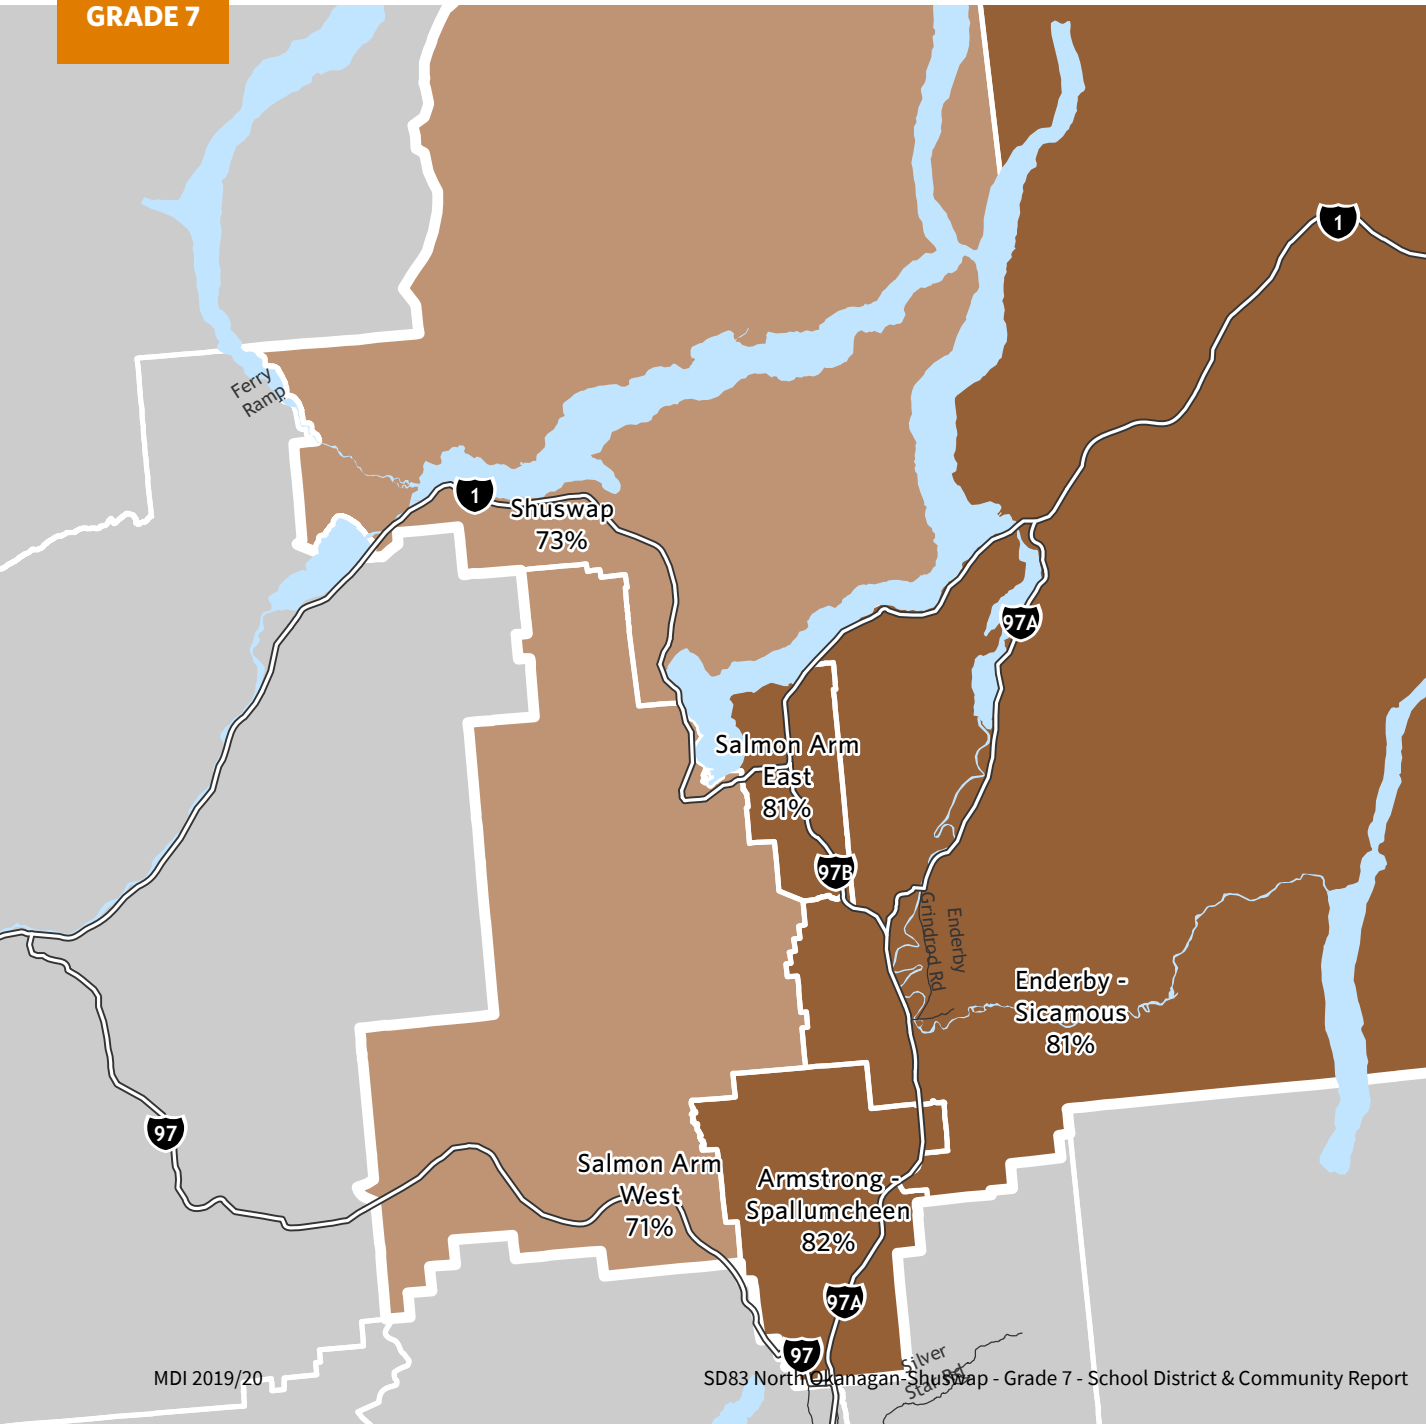 GRADE 7
1
Ferry
Ramp
1
Shuswap
73%
97A
Salmon Arm
East
81%
97B
Enderby
Grindrod Rd
Enderby -
Sicamous
81%
97
Salmon Arm
West
71%
Armstrong -
Spallumcheen
82%
97A
97
Silver
Star Rd
MDI 2019/20
SD83 North Okanagan-Shuswap - Grade 7 - School District & Community Report